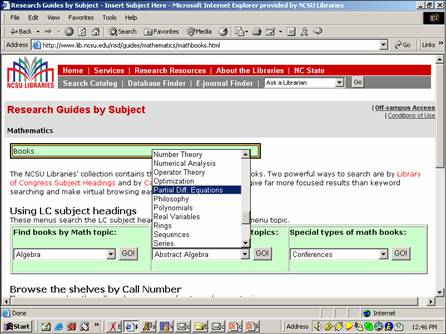 Research Guides by Subject - Insert Subject Here - Microsoft Internet Explorer provided by NCSU Libraries
File Edit View Favorites Tools Help
Back Search Favorites Media
Address http://www.lib.ncsu.edu/risd/guides/mathematics/mathbooks.html Go Links
NCSU LIBRARIES
Home | Services | Research Resources | About the Libraries | NC State
Search Catalog | Database Finder | E-journal Finder | Ask a Librarian Go
Research Guides by Subject
| Off-campus Access
| Conditions of Use
Mathematics
Books
Number Theory
Numerical Analysis
Operator Theory
Optimization
Partial Diff. Equations
Philosophy
Polynomials
Real Variables
Rings
Sequences
Series
The NCSU Libraries' collection contains th
oks. Two powerful ways to search are by Library
of Congress Subject Headings and by Ca
give far more focused results than keyword
searching and make virtual browsing eas
Using LC subject headings
These menus search the LC subject hea
menu topic.
Find books by Math topic:
topics:
Special types of math books:
Algebra GO!
Abstract Algebra GO!
Conferences GO!
Browse the shelves by Call Number
Done
Internet
Start
Address
12:46 PM